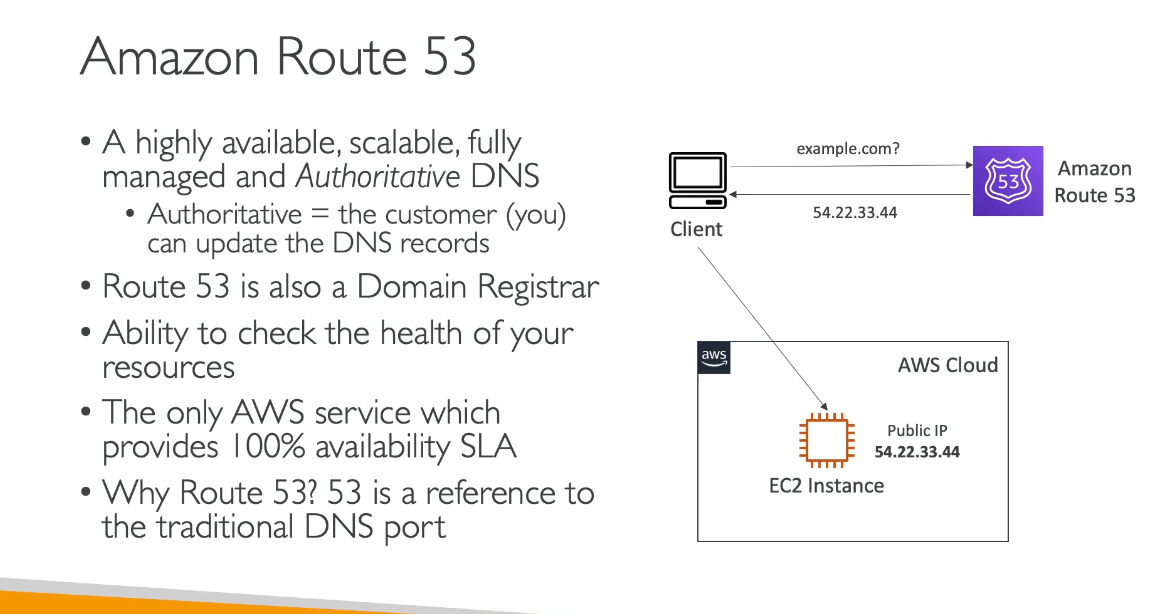 Amazon Route 53
• A highly available, scalable, fully
managed and Authoritative DNS
• Authoritative = the customer (you)
can update the DNS records
• Route 53 is also a Domain Registrar
• Ability to check the health of your
resources
• The only AWS service which
provides 100% availability SLA
• Why Route 53? 53 is a reference to
the traditional DNS port
example.com?
54.22.33.44
Client
53
Amazon
Route 53
aws
AWS Cloud
Public IP
54.22.33.44
EC2 Instance